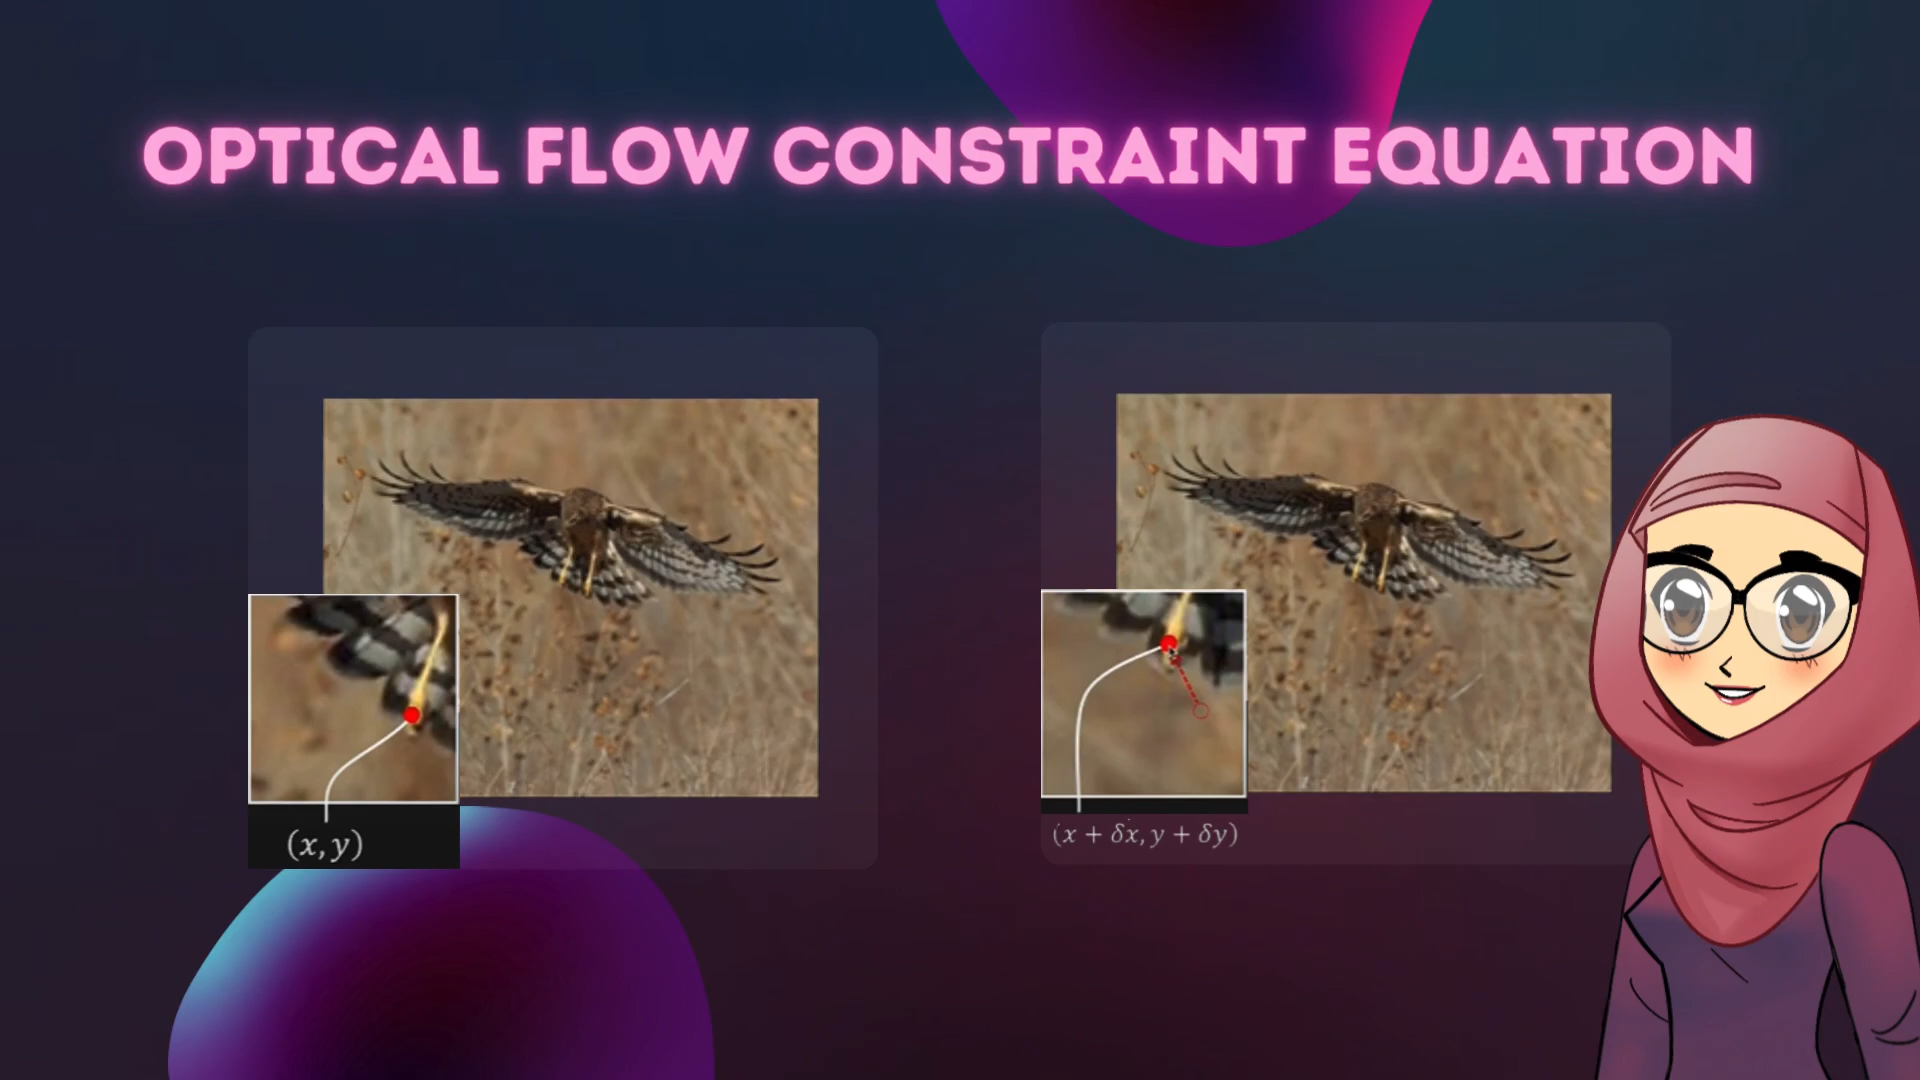 OPTICAL FLOW CONSTRAINT EQUATION
(x, y)
(x + δx, y + δy)